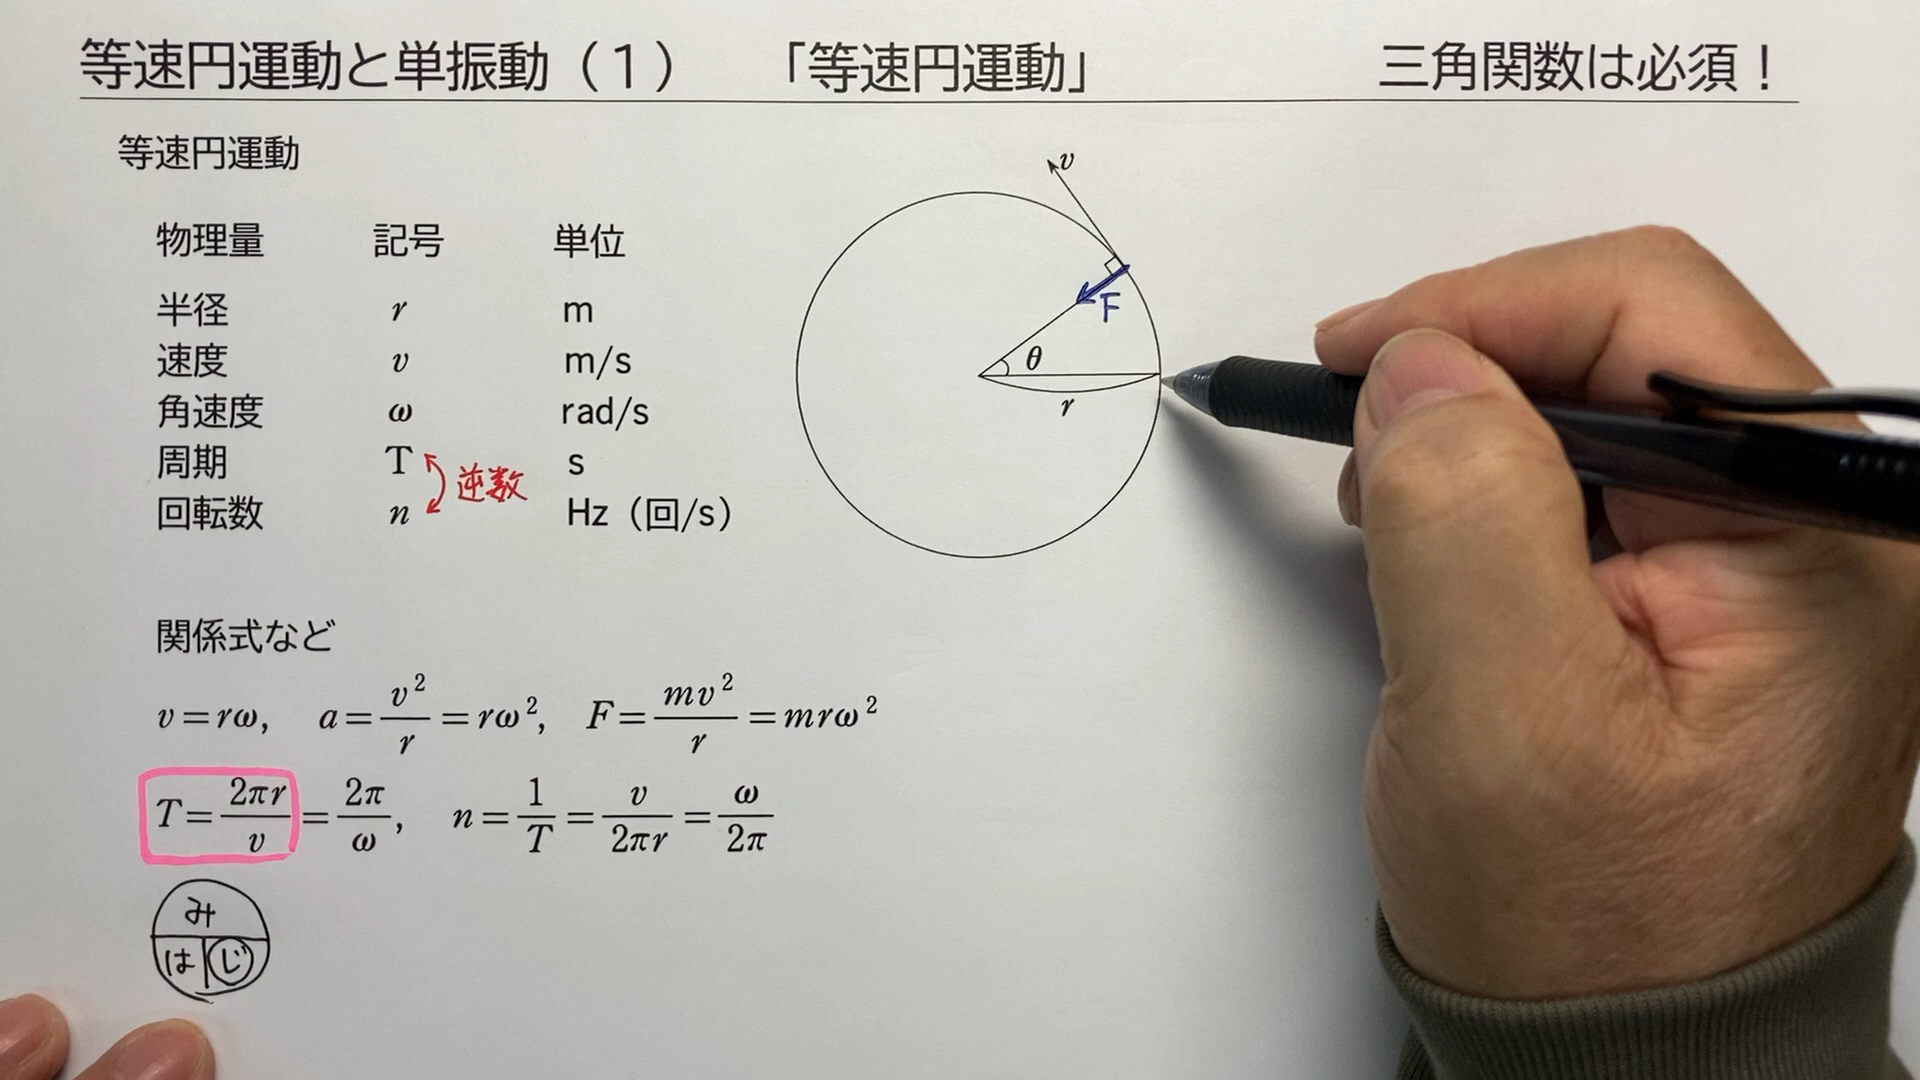 等速円運動と単振動（１）　「等速円運動」　三角関数は必須！
等速円運動
物理量　記号　単位
半径　r　m
速度　v　m/s
角速度　ω　rad/s
周期　T　s
逆数
回転数　n　Hz（回/s）
v
F
θ
r
関係式など
v=rω,　a=v²/r=rω²,　F=mv²/r=mrω²
T=2πr/v=2π/ω,　n=1/T=v/2πr=ω/2π
み
は　じ